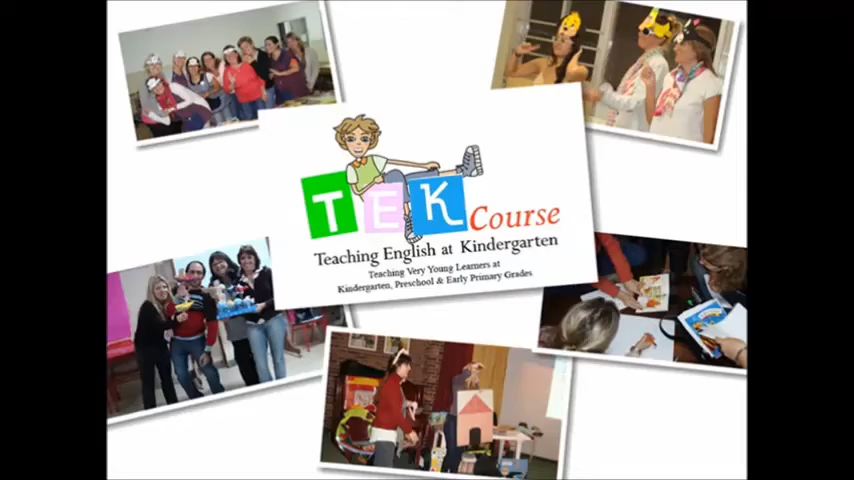 TEK Course
Teaching English at Kindergarten
Teaching Very Young Learners at
Kindergarten, Preschool & Early Primary Grades